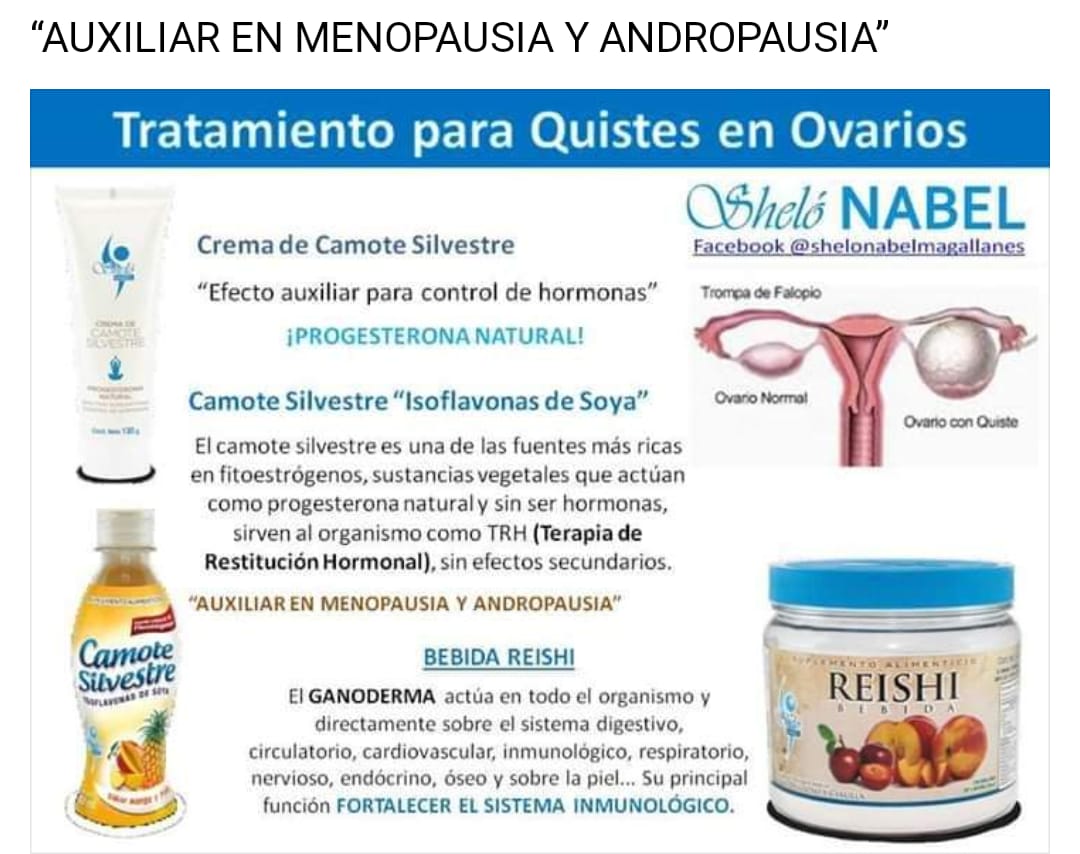 “AUXILIAR EN MENOPAUSIA Y ANDROPAUSIA”
Tratamiento para Quistes en Ovarios
Sheló NABEL
Facebook @shelonabelmagallanes
Crema de Camote Silvestre
“Efecto auxiliar para control de hormonas”
¡PROGESTERONA NATURAL!
Sheló
CREMA DE
CAMOTE
SILVESTRE
PROGESTERONA
NATURAL
Trompa de Falopio
Ovario Normal
Ovario con Quiste
Camote Silvestre “Isoflavonas de Soya”
El camote silvestre es una de las fuentes más ricas
en fitoestrógenos, sustancias vegetales que actúan
como progesterona natural y sin ser hormonas,
sirven al organismo como TRH (Terapia de
Restitución Hormonal), sin efectos secundarios.
“AUXILIAR EN MENOPAUSIA Y ANDROPAUSIA”
SUPLEMENTO ALIMENTICIO
Camote
Silvestre
ISOFLAVONAS DE SOYA
BEBIDA REISHI
El GANODERMA actúa en todo el organismo y
directamente sobre el sistema digestivo,
circulatorio, cardiovascular, inmunológico, respiratorio,
nervioso, endócrino, óseo y sobre la piel... Su principal
función FORTALECER EL SISTEMA INMUNOLÓGICO.
SUPLEMENTO ALIMENTICIO
REISHI
BEBIDA